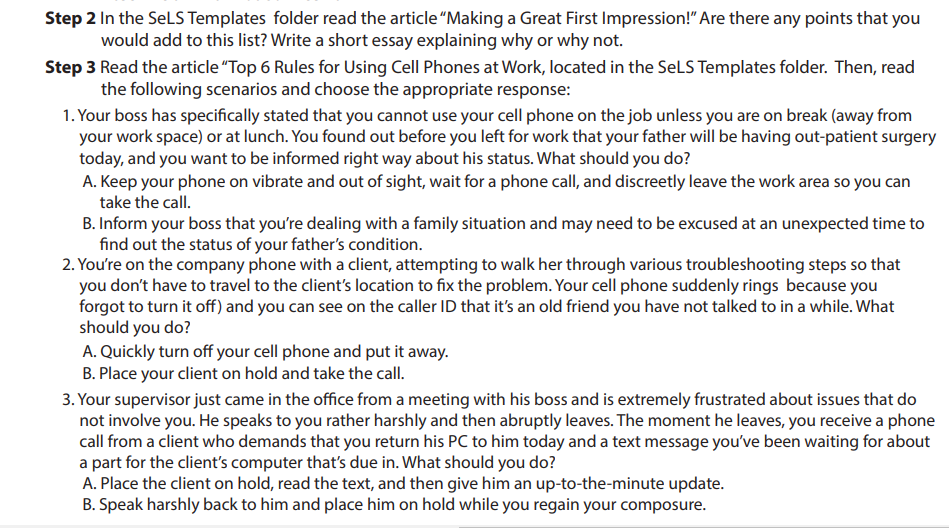 Step 2 In the SeLS Templates folder read the article “Making a Great First Impression!” Are there any points that you
would add to this list? Write a short essay explaining why or why not.
Step 3 Read the article “Top 6 Rules for Using Cell Phones at Work, located in the SeLS Templates folder. Then, read
the following scenarios and choose the appropriate response:
1. Your boss has specifically stated that you cannot use your cell phone on the job unless you are on break (away from
your work space) or at lunch. You found out before you left for work that your father will be having out-patient surgery
today, and you want to be informed right way about his status. What should you do?
A. Keep your phone on vibrate and out of sight, wait for a phone call, and discreetly leave the work area so you can
take the call.
B. Inform your boss that you’re dealing with a family situation and may need to be excused at an unexpected time to
find out the status of your father’s condition.
2. You’re on the company phone with a client, attempting to walk her through various troubleshooting steps so that
you don’t have to travel to the client’s location to fix the problem. Your cell phone suddenly rings because you
forgot to turn it off) and you can see on the caller ID that it’s an old friend you have not talked to in a while. What
should you do?
A. Quickly turn off your cell phone and put it away.
B. Place your client on hold and take the call.
3. Your supervisor just came in the office from a meeting with his boss and is extremely frustrated about issues that do
not involve you. He speaks to you rather harshly and then abruptly leaves. The moment he leaves, you receive a phone
call from a client who demands that you return his PC to him today and a text message you’ve been waiting for about
a part for the client’s computer that’s due in. What should you do?
A. Place the client on hold, read the text, and then give him an up-to-the-minute update.
B. Speak harshly back to him and place him on hold while you regain your composure.